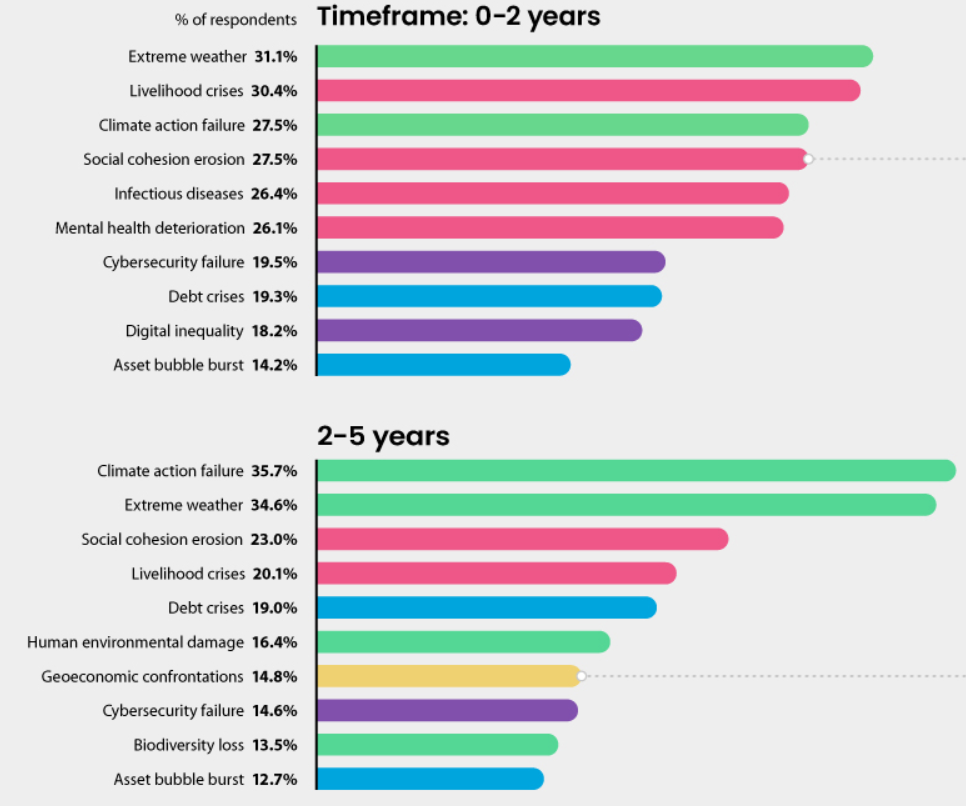 % of respondents Timeframe: 0-2 years
Extreme weather 31.1%
Livelihood crises 30.4%
Climate action failure 27.5%
Social cohesion erosion 27.5%
Infectious diseases 26.4%
Mental health deterioration 26.1%
Cybersecurity failure 19.5%
Debt crises 19.3%
Digital inequality 18.2%
Asset bubble burst 14.2%
2-5 years
Climate action failure 35.7%
Extreme weather 34.6%
Social cohesion erosion 23.0%
Livelihood crises 20.1%
Debt crises 19.0%
Human environmental damage 16.4%
Geoeconomic confrontations 14.8%
Cybersecurity failure 14.6%
Biodiversity loss 13.5%
Asset bubble burst 12.7%